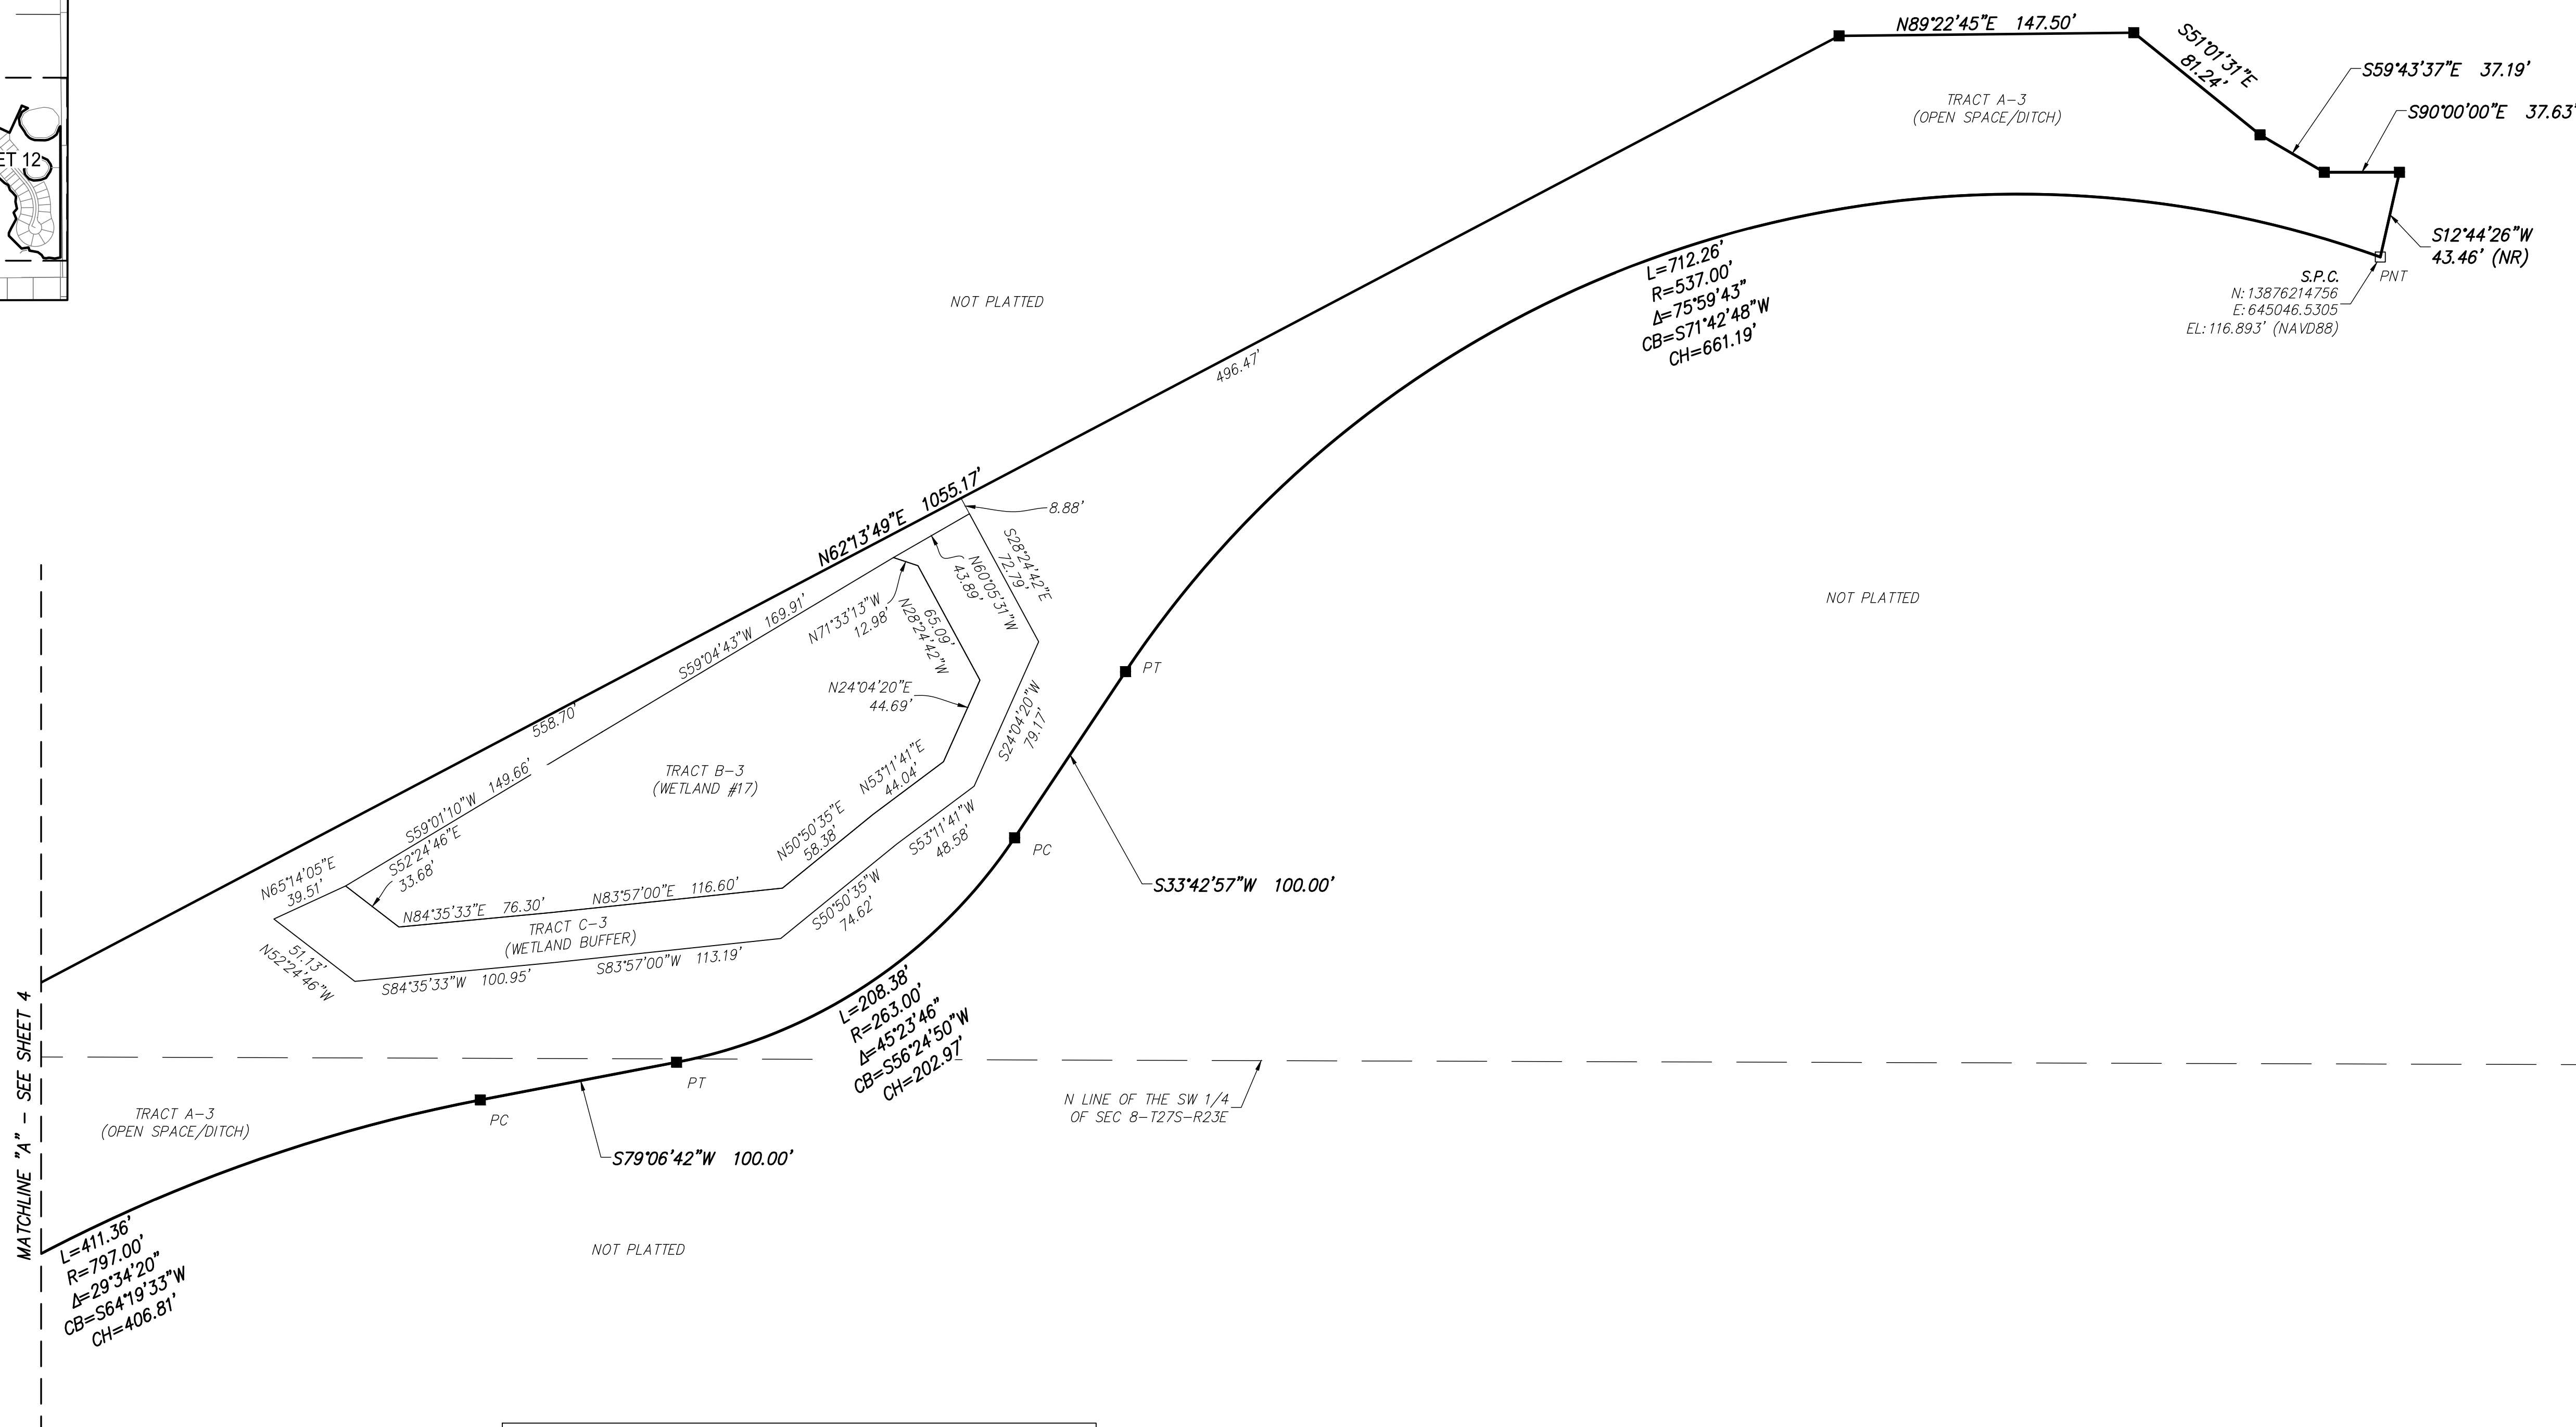 ET 12
N89°22'45"E 147.50'
S51°01'31"E
81.24'
S59°43'37"E 37.19'
S90°00'00"E 37.63'
TRACT A-3
(OPEN SPACE/DITCH)
S12°44'26"W
43.46' (NR)
PNT
S.P.C.
N: 13876214756
E: 645046.5305
EL: 116.893' (NAVD88)
NOT PLATTED
L=712.26'
R=537.00'
Δ=75°59'43"
CB=S71°42'48"W
CH=661.19'
496.47'
N62°13'49"E 1055.17'
8.88'
S28°24'42"E
72.79'
N60°05'31"W
43.89'
N71°33'13"W
12.98'
65.09'
N28°24'42"W
S59°04'43"W 169.91'
558.70'
N24°04'20"E
44.69'
S24°04'20"W
79.17'
NOT PLATTED
PT
TRACT B-3
(WETLAND #17)
N53°11'41"E
44.04'
S59°01'10"W 149.66'
N50°50'35"E
58.38'
S53°11'41"W
48.58'
PC
S33°42'57"W 100.00'
N65°14'05"E
39.51'
S52°24'46"E
33.68'
N84°35'33"E 76.30'
N83°57'00"E 116.60'
TRACT C-3
(WETLAND BUFFER)
S50°50'35"W
74.62'
51.13'
N52°24'46"W
S84°35'33"W 100.95'
S83°57'00"W 113.19'
L=208.38'
R=263.00'
Δ=45°23'46"
CB=S56°24'50"W
CH=202.97'
MATCHLINE "A" - SEE SHEET 4
PT
PC
TRACT A-3
(OPEN SPACE/DITCH)
N LINE OF THE SW 1/4
OF SEC 8-T27S-R23E
S79°06'42"W 100.00'
NOT PLATTED
L=411.36'
R=797.00'
Δ=29°34'20"
CB=S64°19'33"W
CH=406.81'